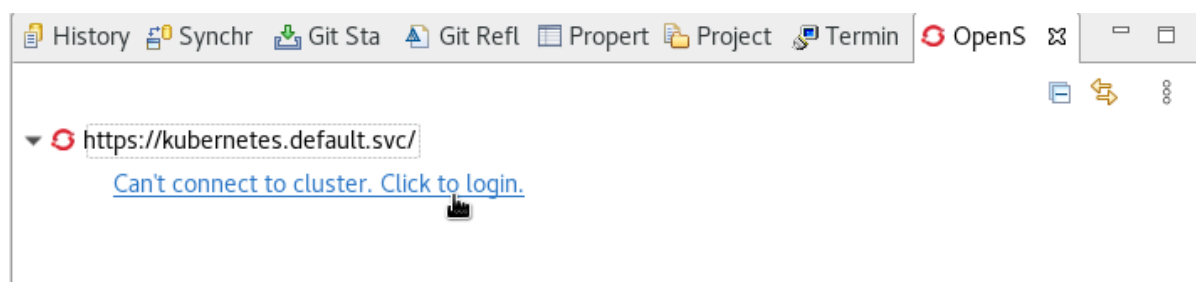 History Synchr Git Sta Git Refl Propert Project Termin OpenS
https://kubernetes.default.svc/
Can't connect to cluster. Click to login.